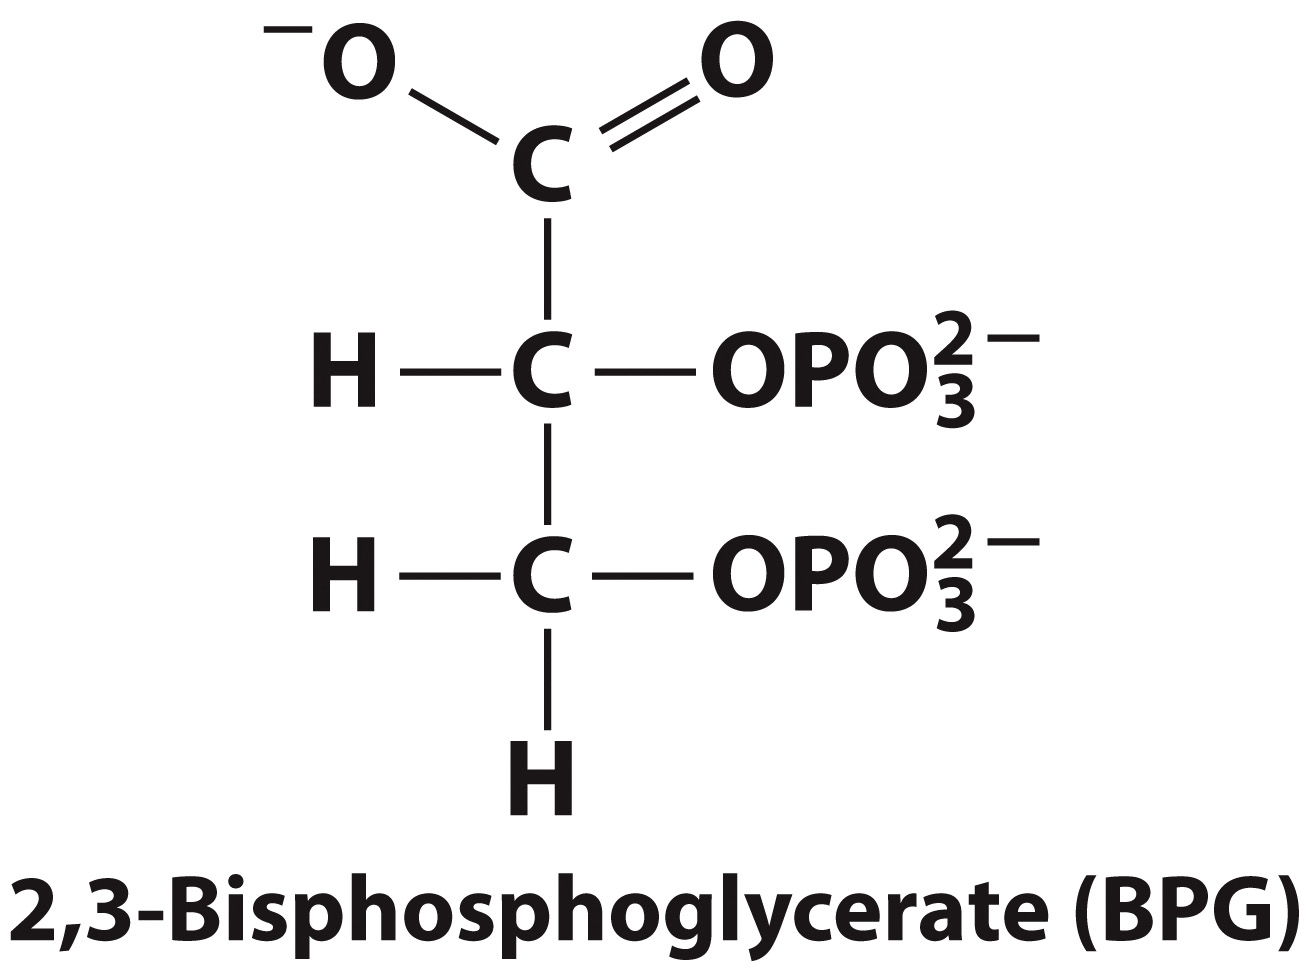 ⁻O O
C
H C OPO₃²⁻
H C OPO₃²⁻
H
2,3-Bisphosphoglycerate (BPG)